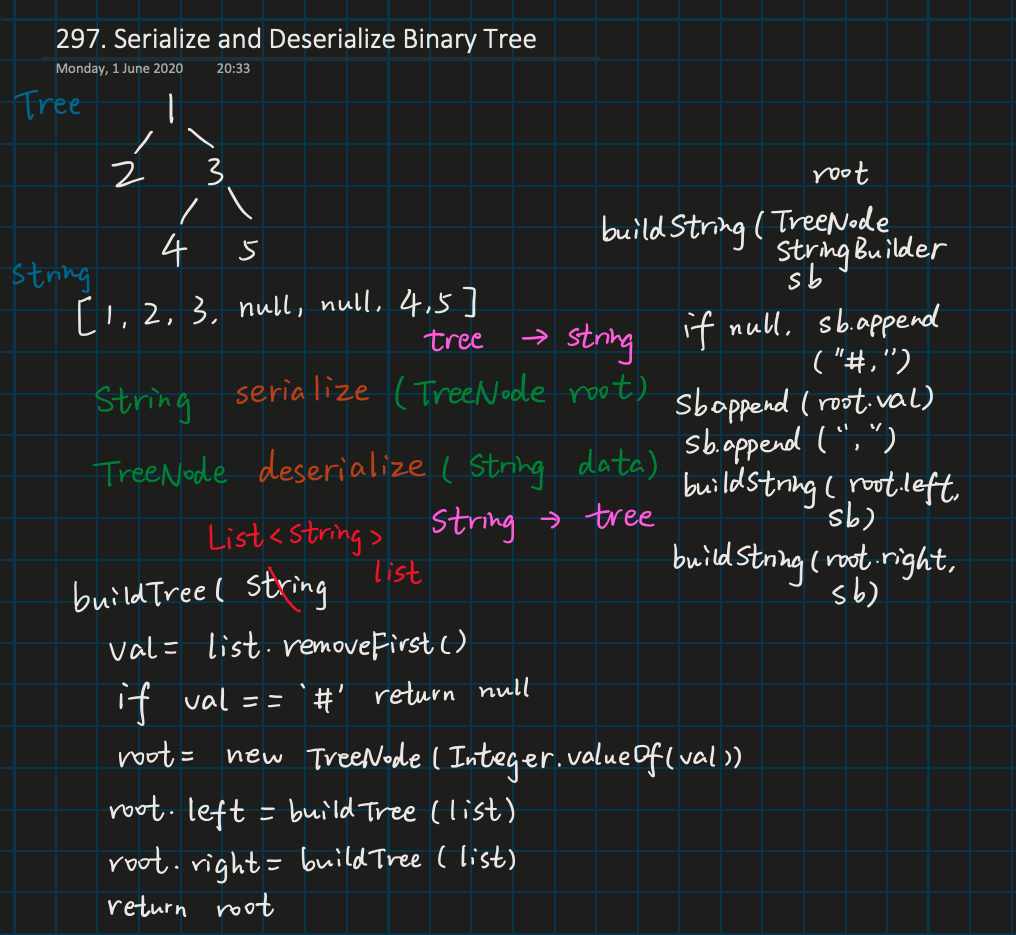 297. Serialize and Deserialize Binary Tree
Monday, 1 June 2020 20:33
Tree
1
2 3
4 5
String
[1, 2, 3, null, null, 4,5]
tree → string
String serialize (TreeNode root)
TreeNode deserialize (String data)
String → tree
List<String>
list
buildTree( String
val= list.removeFirst()
if val == '#' return null
root= new TreeNode(Integer.valueOf(val))
root.left = buildTree (list)
root.right= buildTree (list)
return root
root
buildString (TreeNode
StringBuilder
sb
if null, sb.append
("#,")
Sbappend (root.val)
sb.append (",")
buildString( root.left,
sb)
buildString(root.right,
sb)